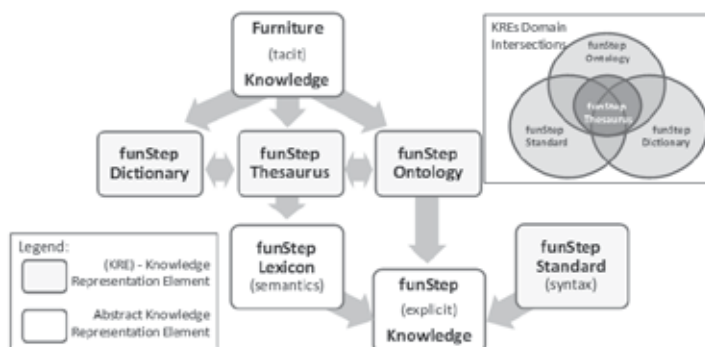 Furniture
(tacit)
Knowledge
KREs Domain
Intersections
funStep
Ontology
funStep
Thesaurus
funStep
Standard
funStep
Dictionary
funStep
Dictionary
funStep
Thesaurus
funStep
Ontology
Legend:
(KRE) - Knowledge
Representation Element
Abstract Knowledge
Representation Element
funStep
Lexicon
(semantics)
funStep
(explicit)
Knowledge
funStep
Standard
(syntax)